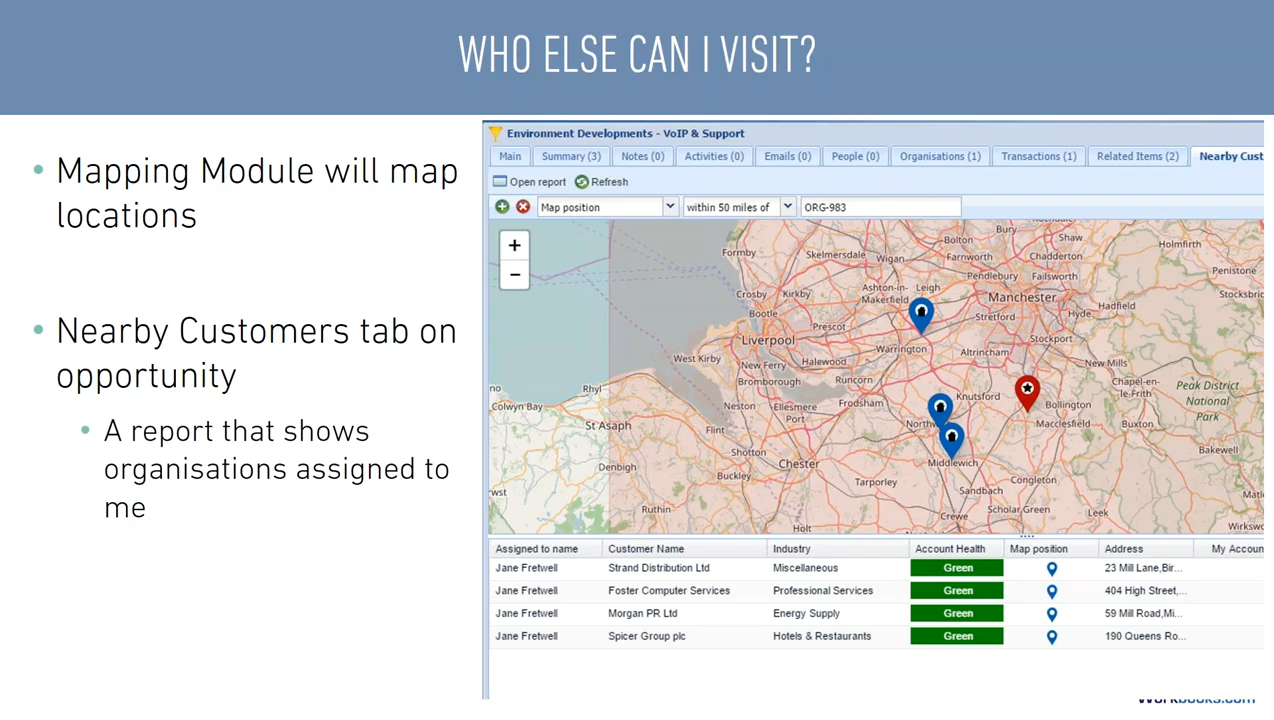 WHO ELSE CAN I VISIT?
• Mapping Module will map
locations
• Nearby Customers tab on
opportunity
• A report that shows
organisations assigned to
me
Environment Developments - VoIP & Support
Main Summary (3) Notes (0) Activities (0) Emails (0) People (0) Organisations (1) Transactions (1) Related Items (2) Nearby Cust
Open report Refresh
Map position within 50 miles of ORG-983
+
−
Bury Shaw
Bolton Holmfirth
Formby Skelmersdale Wigan Farnworth Chadderton
Penistone
Pendlebury Failsworth
Crosby Kirkby Ashton-in-Makerfield Leigh Manchester Stocksbri
Bootle Stretford Hyde Hadfield
Prescot
Liverpool Warrington Stockport
West Kirby Halewood Altrincham New Mills
New Ferry
Bromborough Runcorn Chapel-en-le-Frith
Rhyl Knutsford Peak District National Park
no
Colwyn Bay Neston Ellesmere Port Frodsham Bollington
St Asaph Flint Northw Macclesfield Buxton
Bakewell
Shotton Chester Middlewich
Denbigh Buckley Tarporley Congleton
Sandbach Matl
rwst Ruthin Scholar Green
Holt Crewe Leek Wirksw
Assigned to name Customer Name Industry Account Health Map position Address My Accoun
Jane Fretwell Strand Distribution Ltd Miscellaneous Green 23 Mill Lane,Bir...
Jane Fretwell Foster Computer Services Professional Services Green 404 High Street,...
Jane Fretwell Morgan PR Ltd Energy Supply Green 59 Mill Road,Mi...
Jane Fretwell Spicer Group plc Hotels & Restaurants Green 190 Queens Ro...
Workbooks.com